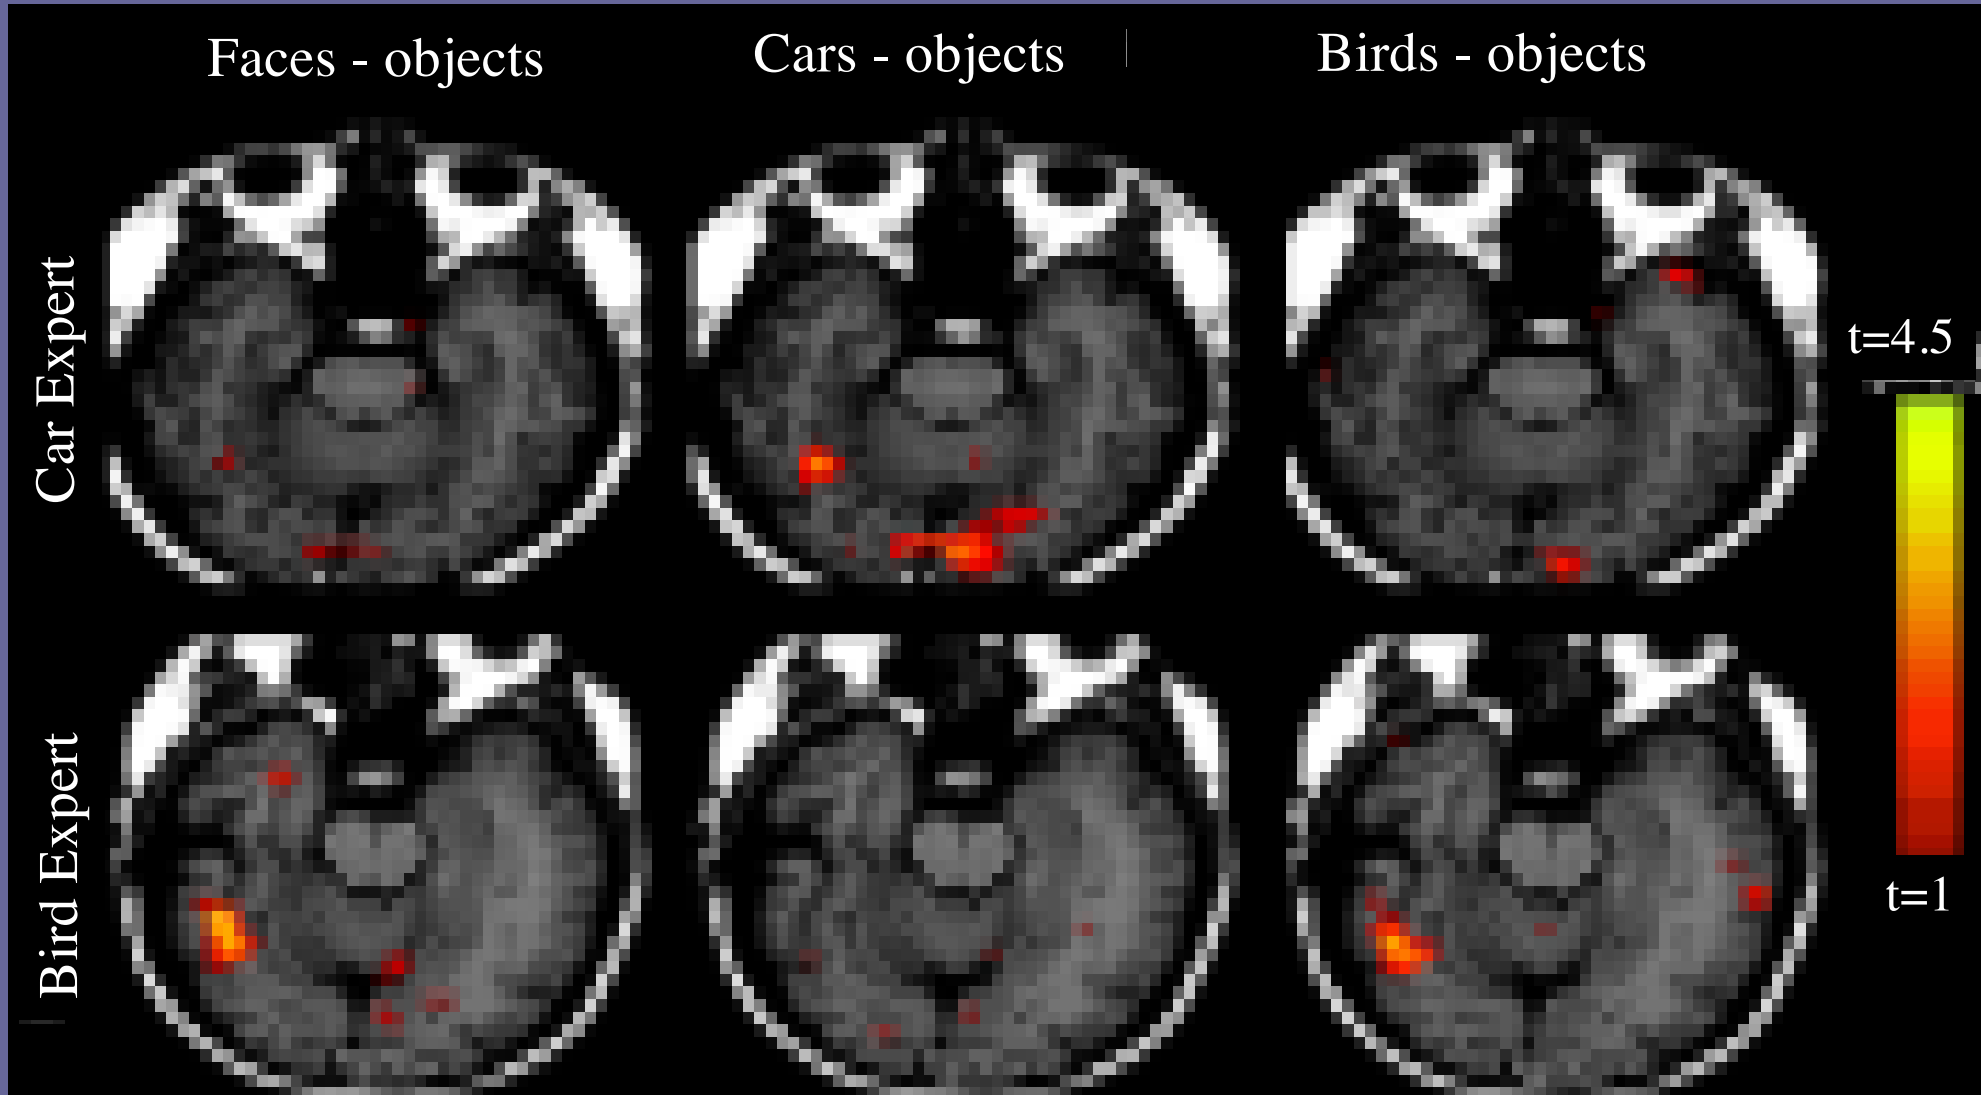 Faces - objects
Cars - objects
Birds - objects
Car Expert
Bird Expert
t=4.5
t=1